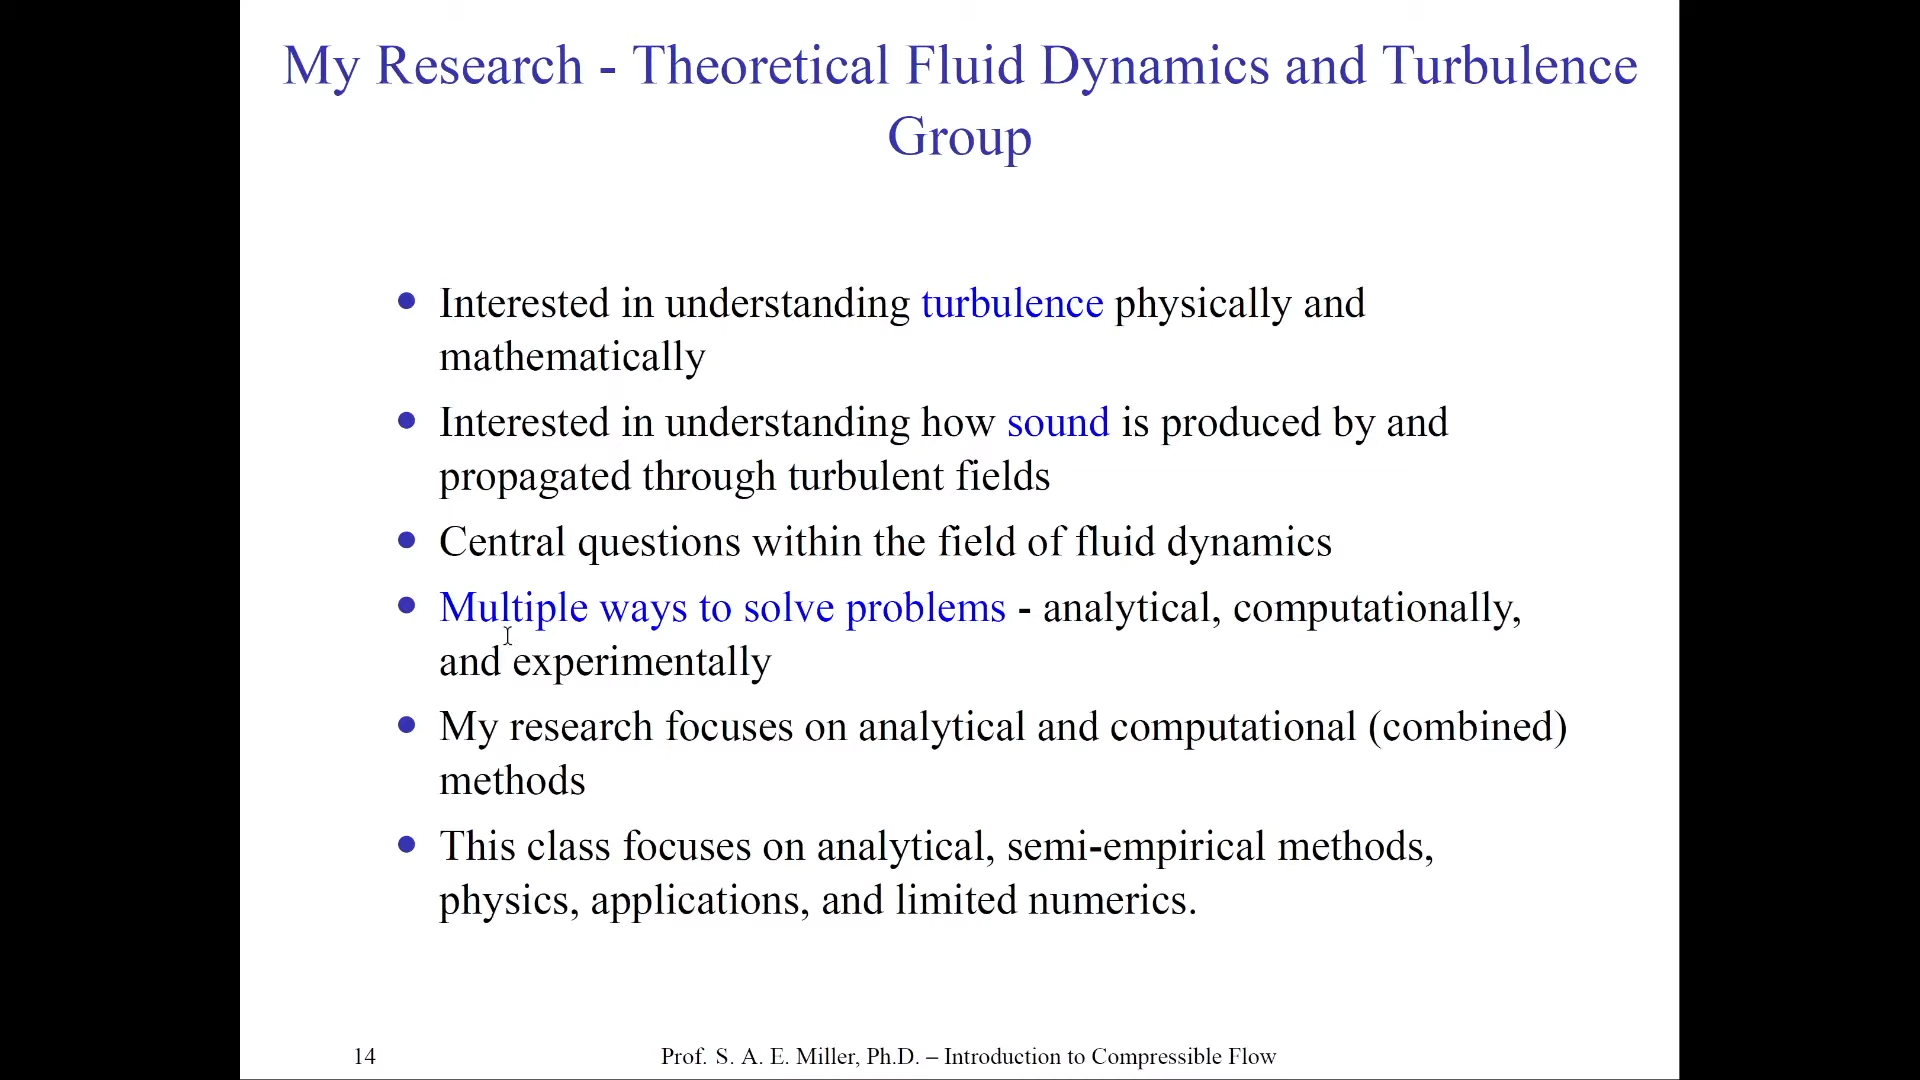 My Research - Theoretical Fluid Dynamics and Turbulence
Group
• Interested in understanding turbulence physically and
mathematically
• Interested in understanding how sound is produced by and
propagated through turbulent fields
• Central questions within the field of fluid dynamics
• Multiple ways to solve problems - analytical, computationally,
and experimentally
• My research focuses on analytical and computational (combined)
methods
• This class focuses on analytical, semi-empirical methods,
physics, applications, and limited numerics.
14 Prof. S. A. E. Miller, Ph.D. – Introduction to Compressible Flow